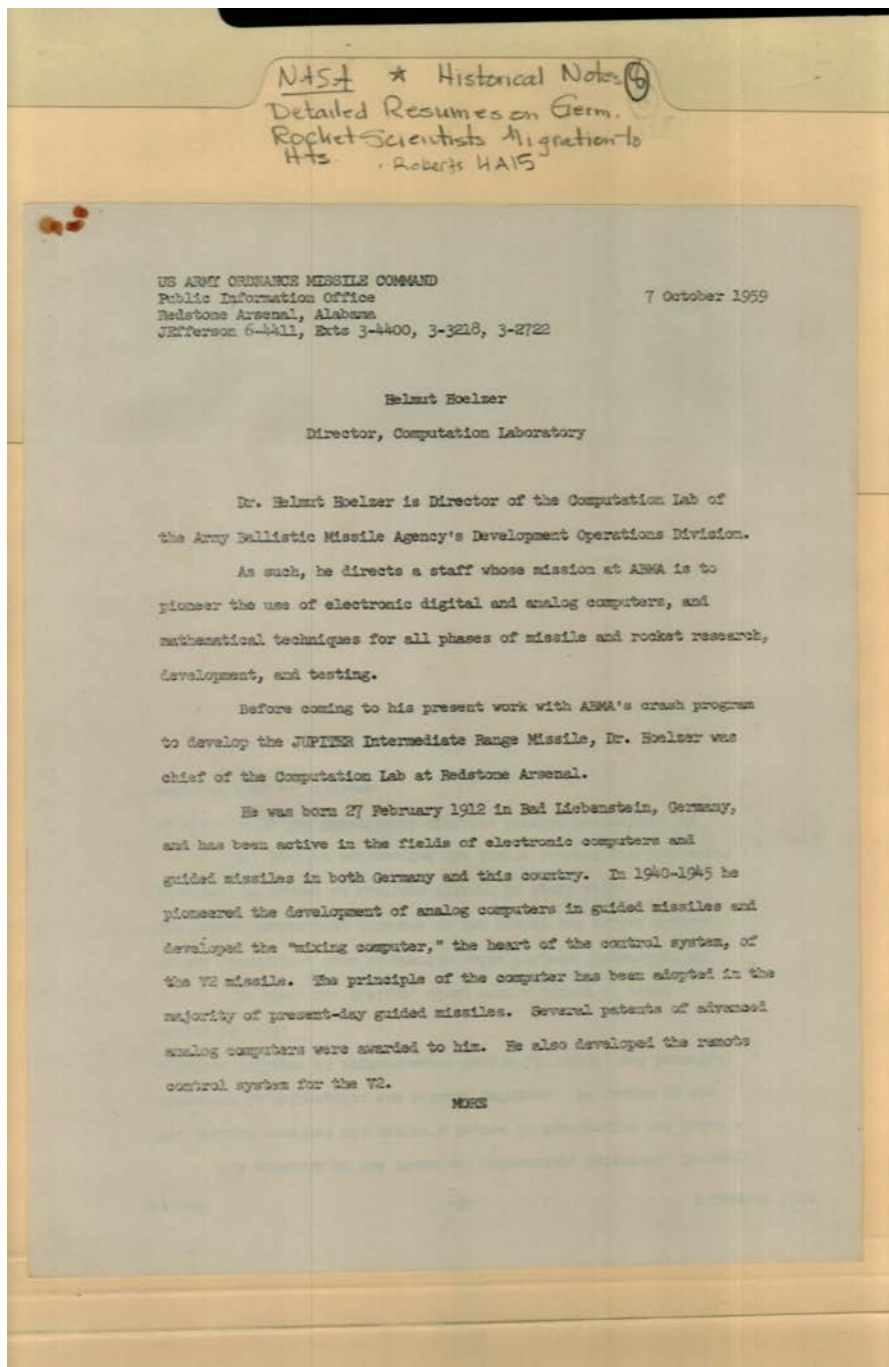 NASA * Historical Notes 8
Detailed Resumes on Germ.
Rocket Scientists Migration to
Hts
. Roberts HA15
US ARMY ORDNANCE MISSILE COMMAND
Public Information Office 7 October 1959
Redstone Arsenal, Alabama
JEfferson 6-4411, Exts 3-4400, 3-3218, 3-2722
Helmut Hoelzer
Director, Computation Laboratory
Dr. Helmut Hoelzer is Director of the Computation Lab of
the Army Ballistic Missile Agency's Development Operations Division.
As such, he directs a staff whose mission at ABMA is to
pioneer the use of electronic digital and analog computers, and
mathematical techniques for all phases of missile and rocket research,
development, and testing.
Before coming to his present work with ABMA's crash program
to develop the JUPITER Intermediate Range Missile, Dr. Hoelzer was
chief of the Computation Lab at Redstone Arsenal.
He was born 27 February 1912 in Bad Liebenstein, Germany,
and has been active in the fields of electronic computers and
guided missiles in both Germany and this country. In 1940-1945 he
pioneered the development of analog computers in guided missiles and
developed the "mixing computer," the heart of the control system, of
the V2 missile. The principle of the computer has been adopted in the
majority of present-day guided missiles. Several patents of advanced
analog computers were awarded to him. He also developed the remote
control system for the V2.
MORE